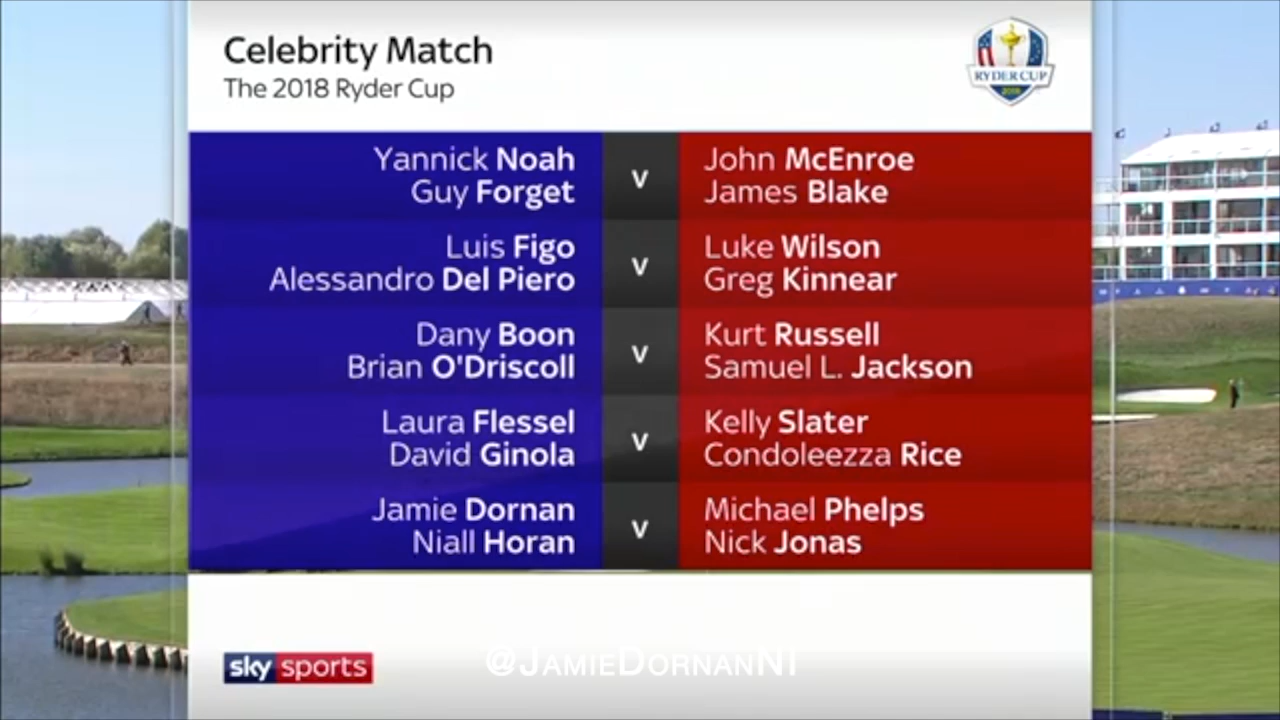 Celebrity Match
The 2018 Ryder Cup
RYDER CUP
2018
Yannick Noah
Guy Forget
v
John McEnroe
James Blake
Luis Figo
Alessandro Del Piero
v
Luke Wilson
Greg Kinnear
Dany Boon
Brian O'Driscoll
v
Kurt Russell
Samuel L. Jackson
Laura Flessel
David Ginola
v
Kelly Slater
Condoleezza Rice
Jamie Dornan
Niall Horan
v
Michael Phelps
Nick Jonas
sky sports
@JAMIEDORNANNI